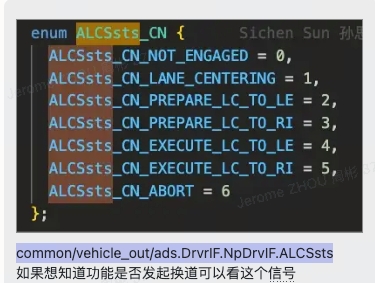 enum ALCSsts_CN {
Sichen Sun 孙思
ALCSsts_CN_NOT_ENGAGED = 0,
ALCSsts_CN_LANE_CENTERING = 1,
ALCSsts_CN_PREPARE_LC_TO_LE = 2,
ALCSsts_CN_PREPARE_LC_TO_RI = 3,
ALCSsts_CN_EXECUTE_LC_TO_LE = 4,
ALCSsts_CN_EXECUTE_LC_TO_RI = 5,
ALCSsts_CN_ABORT = 6
Jerome ZHOU
};
common/vehicle_out/ads.DrvrIF.NpDrvIF.ALCSsts
如果想知道功能是否发起换道可以看这个信号